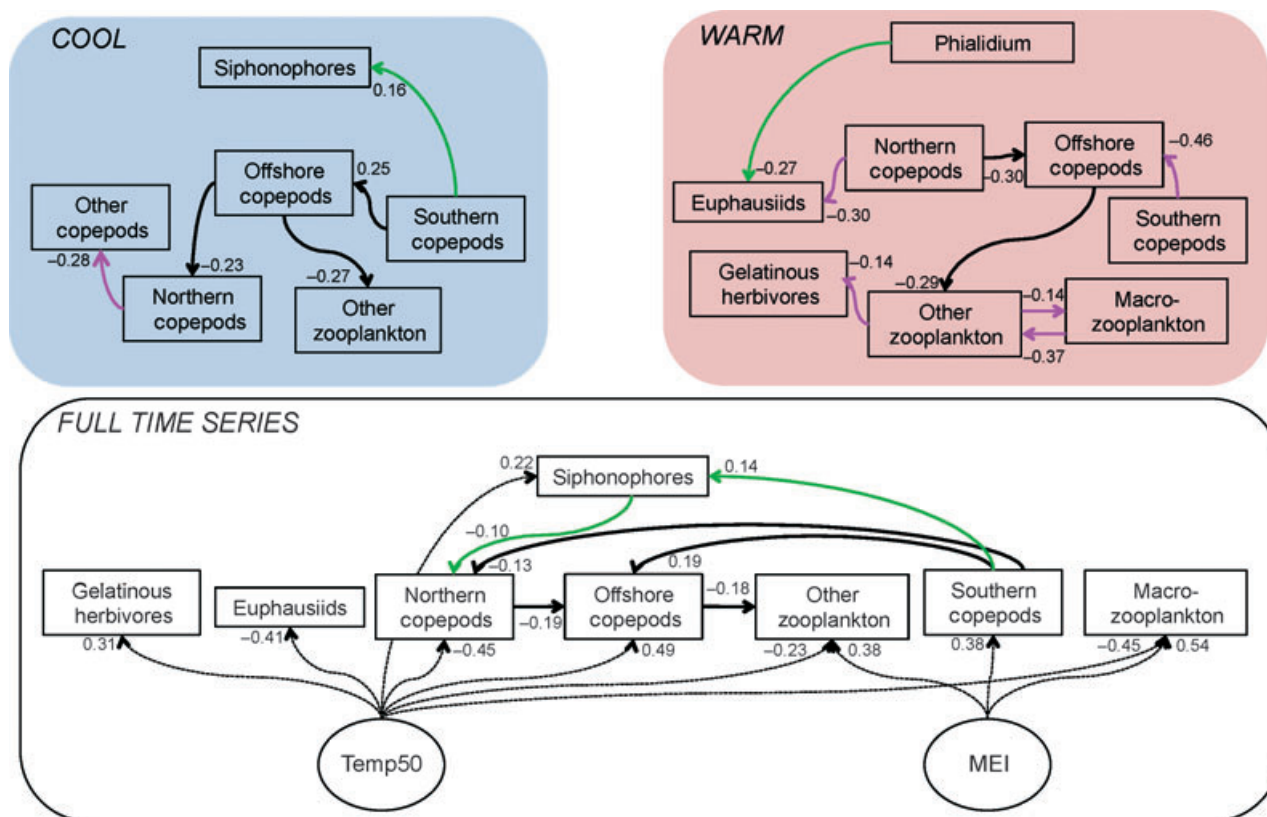 COOL
Siphonophores
0.16
Offshore
copepods
0.25
Other
copepods
−0.28
Southern
copepods
−0.23
−0.27
Northern
copepods
Other
zooplankton
WARM
Phialidium
Northern
copepods
Offshore
copepods
−0.46
−0.27
−0.30
Euphausiids
−0.30
Southern
copepods
Gelatinous
herbivores
−0.14
−0.29
Other
zooplankton
−0.14
Macro-
zooplankton
−0.37
FULL TIME SERIES
0.22
Siphonophores
0.14
−0.10
−0.13
0.19
Gelatinous
herbivores
0.31
Euphausiids
−0.41
Northern
copepods
−0.45
−0.19
Offshore
copepods
0.49
−0.18
Other
zooplankton
−0.23
0.38
Southern
copepods
0.38
Macro-
zooplankton
−0.45
0.54
Temp50
MEI